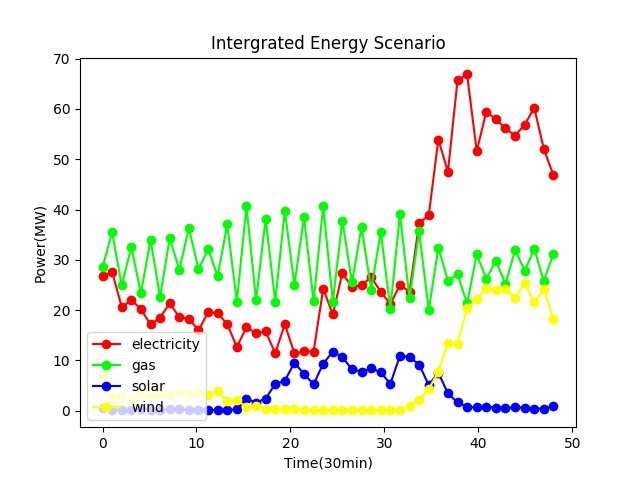 Intergrated Energy Scenario
70
60
50
40
30
20
10
0
Power(MW)
electricity
gas
solar
wind
0 10 20 30 40 50
Time(30min)